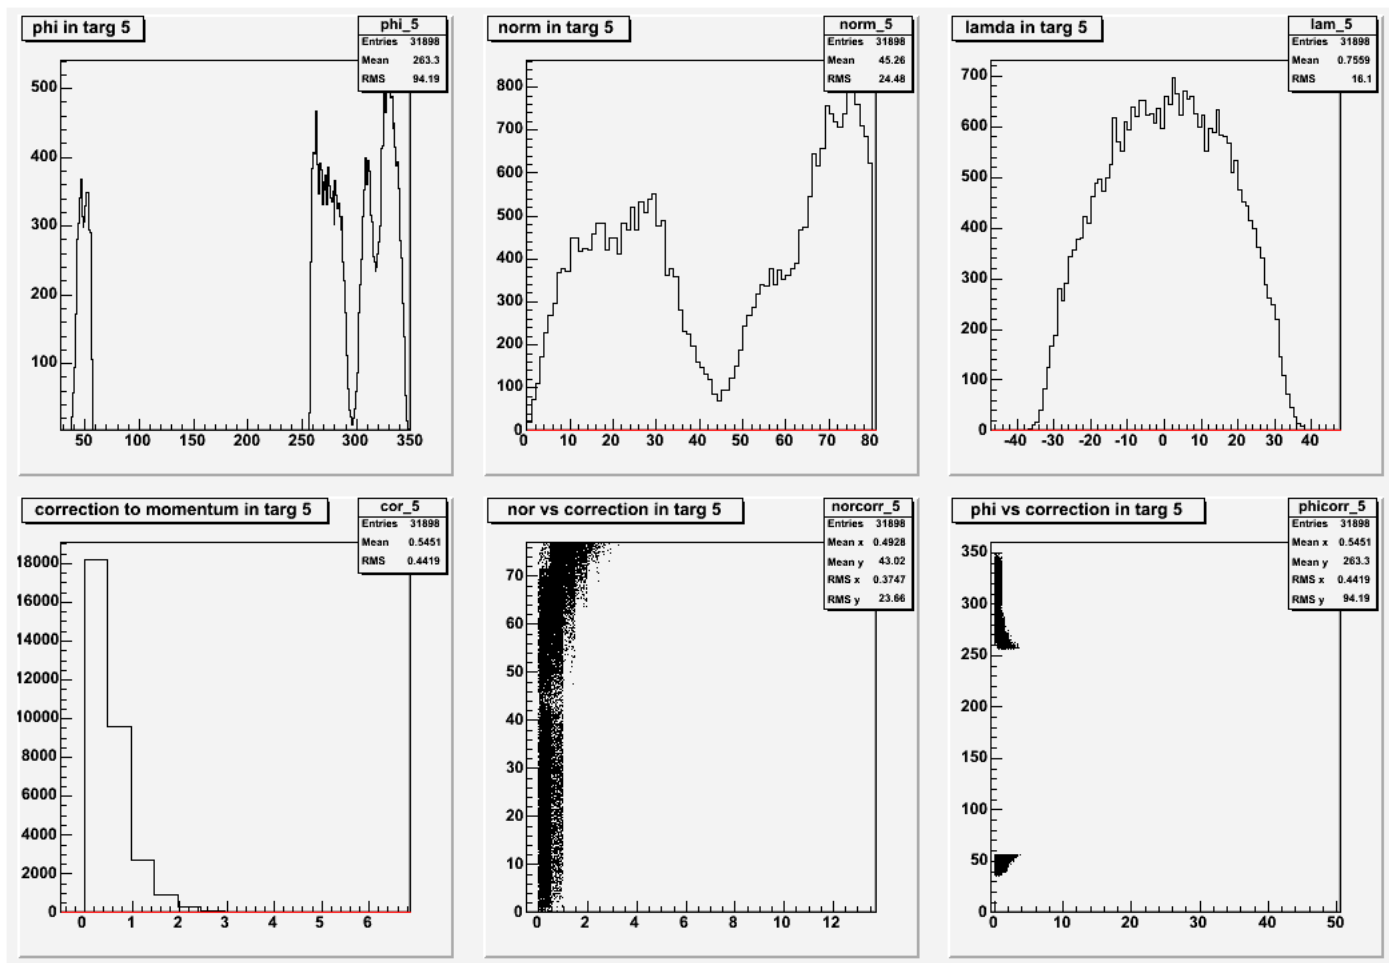 phi in targ 5
phi_5
Entries 31898
Mean 263.3
RMS 94.19
500
400
300
200
100
50 100 150 200 250 300 350
norm in targ 5
norm_5
Entries 31898
Mean 45.26
RMS 24.48
800
700
600
500
400
300
200
100
0
0 10 20 30 40 50 60 70 80
lamda in targ 5
lam_5
Entries 31898
Mean 0.7559
RMS 16.1
700
600
500
400
300
200
100
0
-40 -30 -20 -10 0 10 20 30 40
correction to momentum in targ 5
cor_5
Entries 31898
Mean 0.5451
RMS 0.4419
18000
16000
14000
12000
10000
8000
6000
4000
2000
0
0 1 2 3 4 5 6
nor vs correction in targ 5
norcorr_5
Entries 31898
Mean x 0.4928
Mean y 43.02
RMS x 0.3747
RMS y 23.66
70
60
50
40
30
20
10
0
0 2 4 6 8 10 12
phi vs correction in targ 5
phicorr_5
Entries 31898
Mean x 0.5451
Mean y 263.3
RMS x 0.4419
RMS y 94.19
350
300
250
200
150
100
50
0
0 10 20 30 40 50